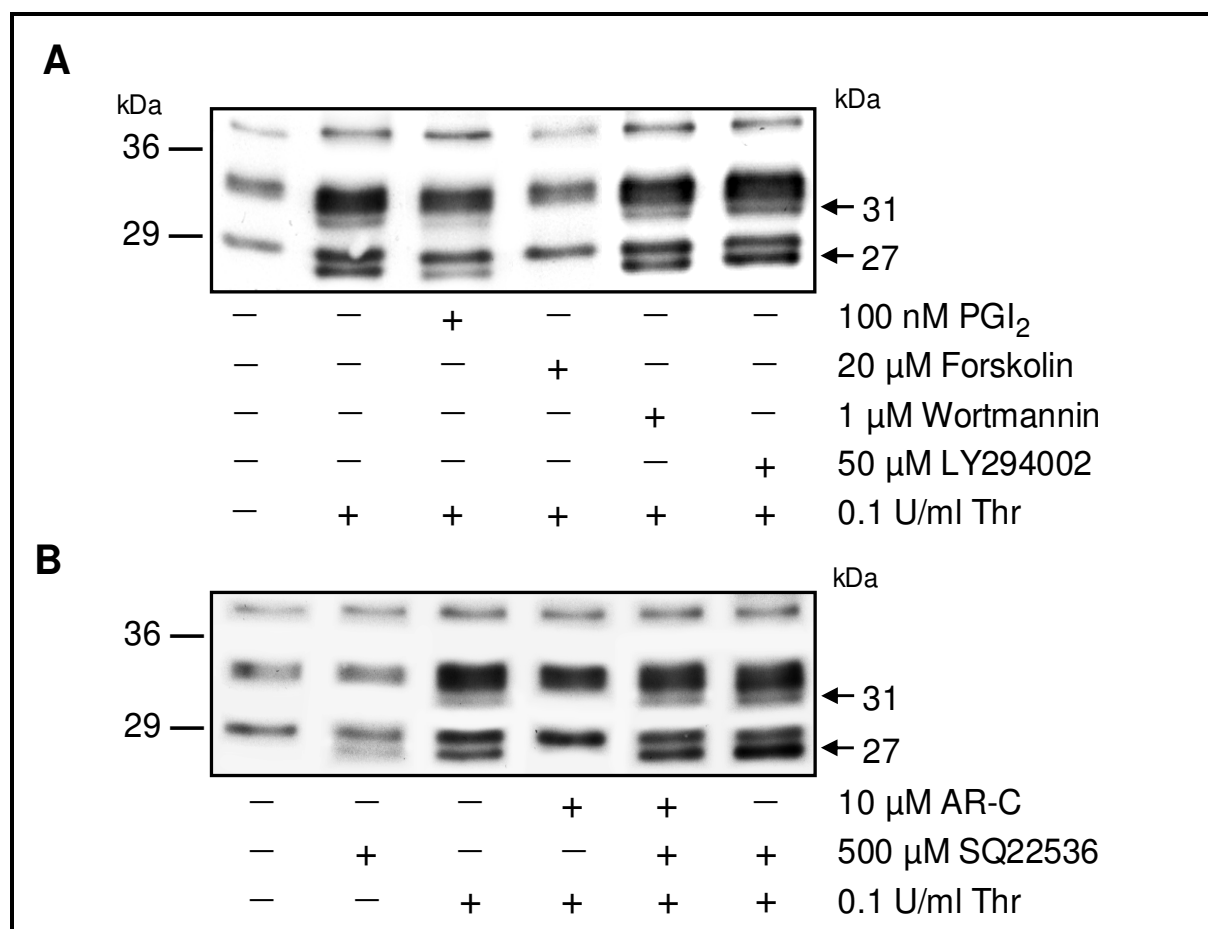 A
kDa
kDa
36
31
29
27
– – + – – – 100 nM PGI₂
– – – + – – 20 µM Forskolin
– – – – + – 1 µM Wortmannin
– – – – – + 50 µM LY294002
– + + + + + 0.1 U/ml Thr
B
kDa
36
31
29
27
– – – + + – 10 µM AR-C
– + – – + + 500 µM SQ22536
– – + + + + 0.1 U/ml Thr